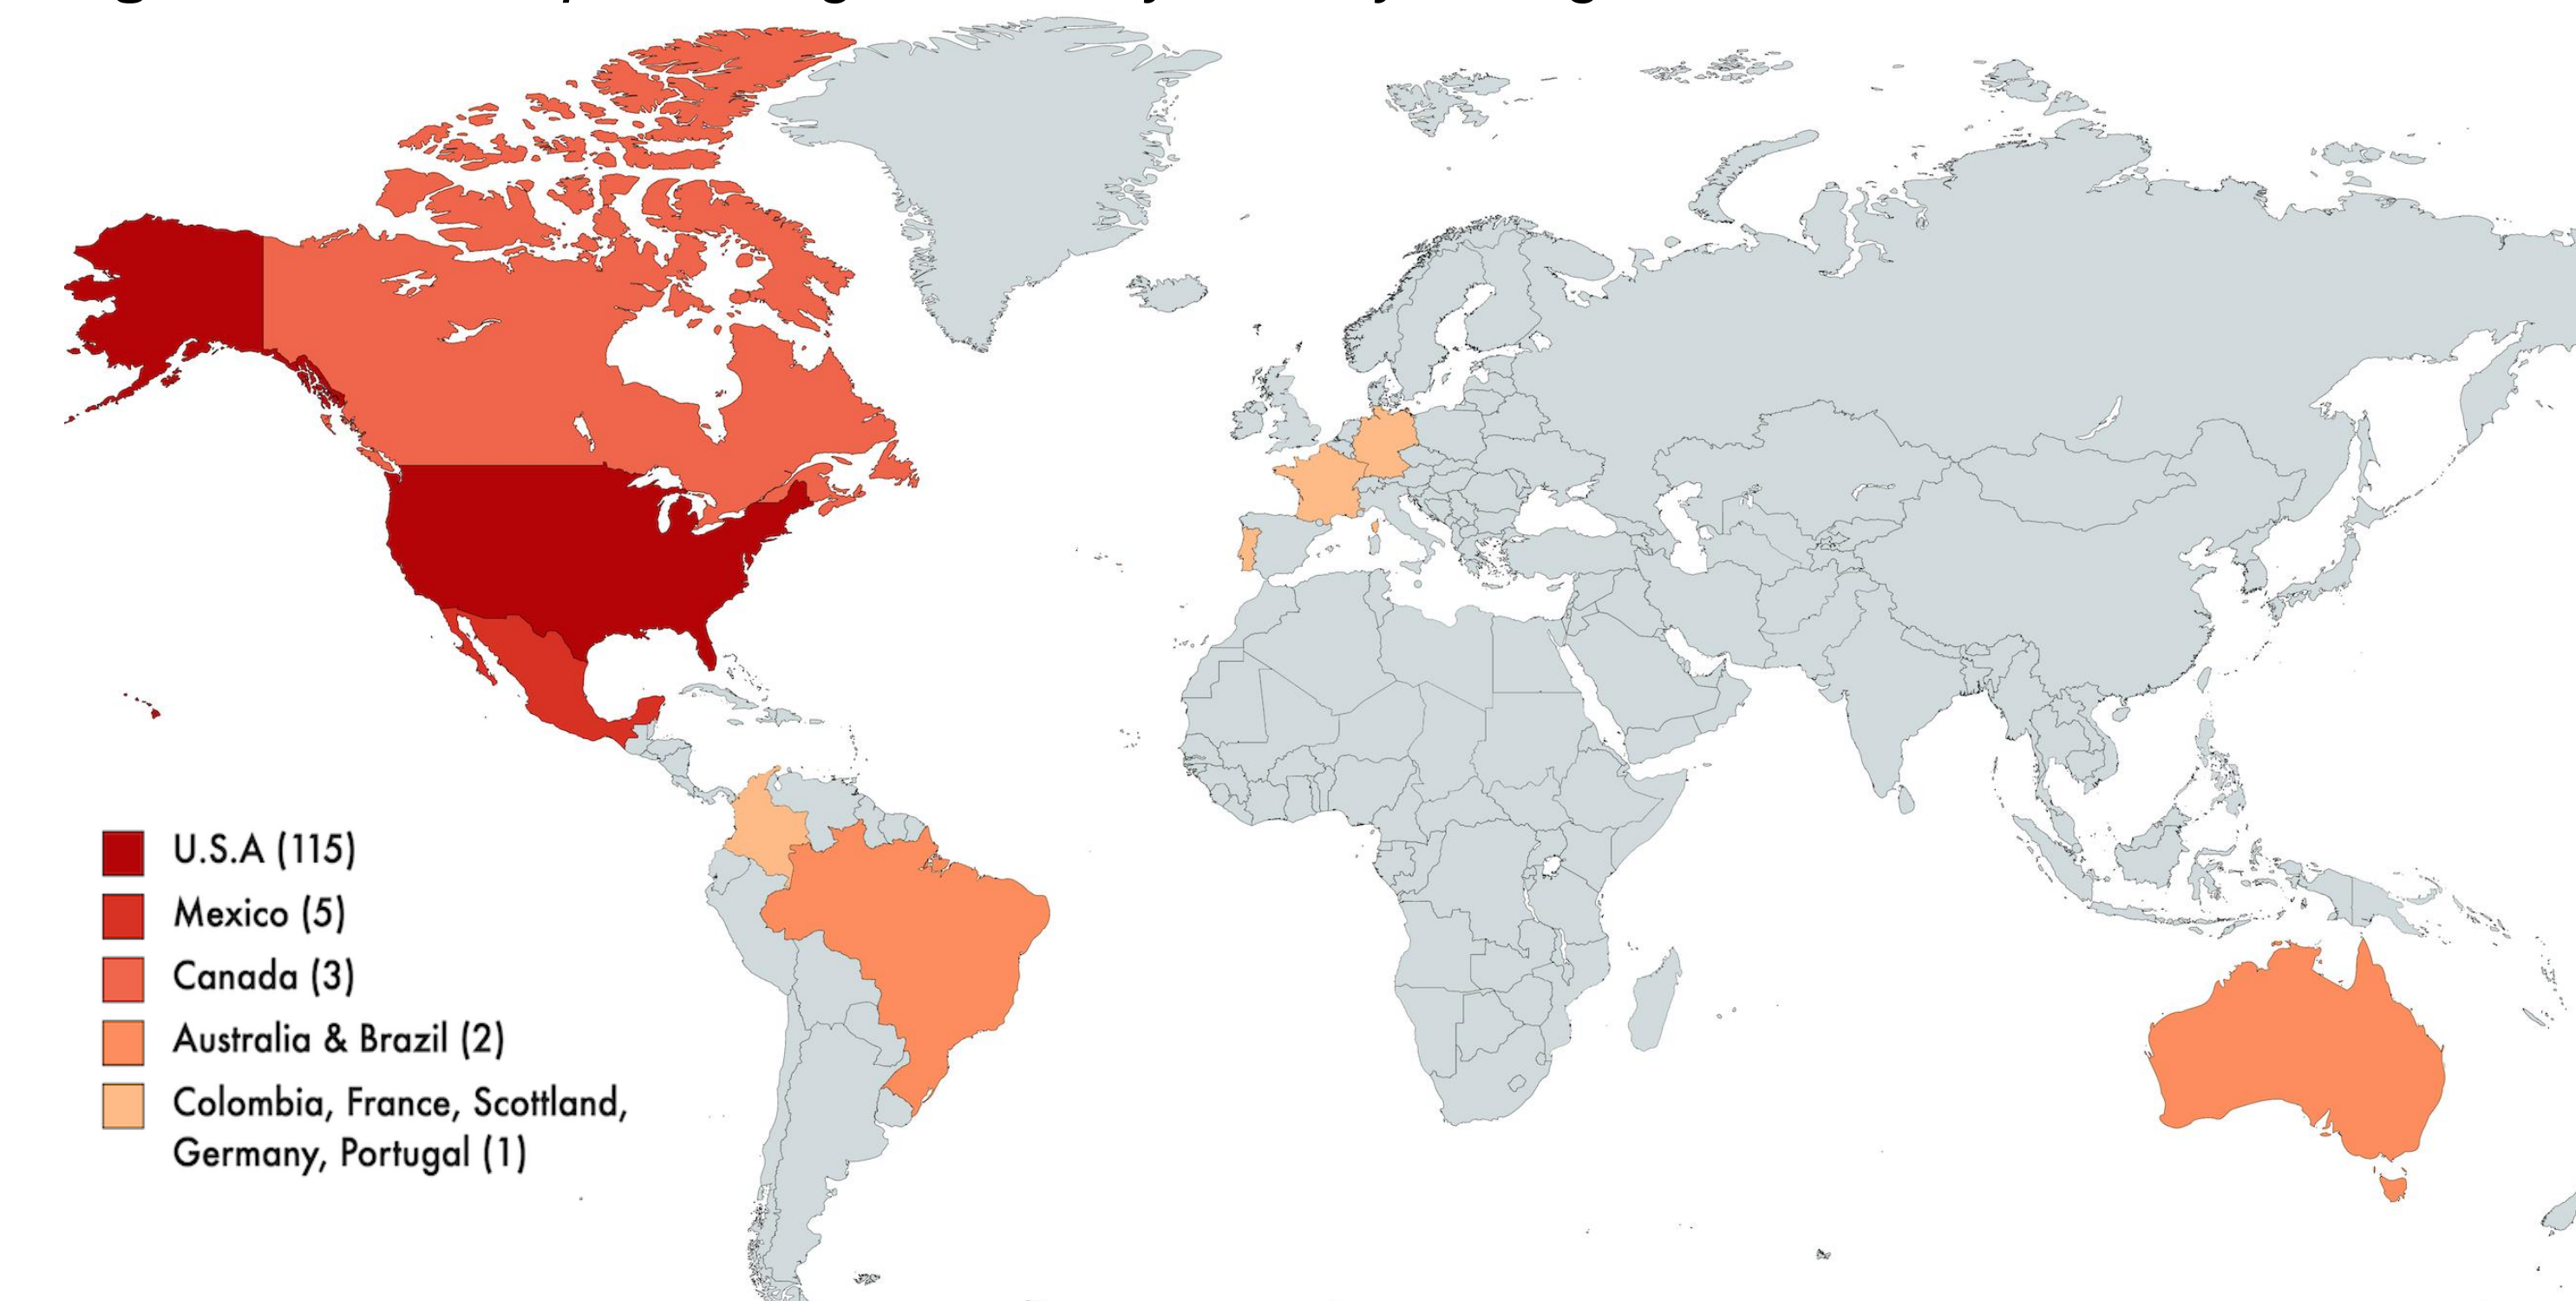 U.S.A (115)
Mexico (5)
Canada (3)
Australia & Brazil (2)
Colombia, France, Scottland,
Germany, Portugal (1)